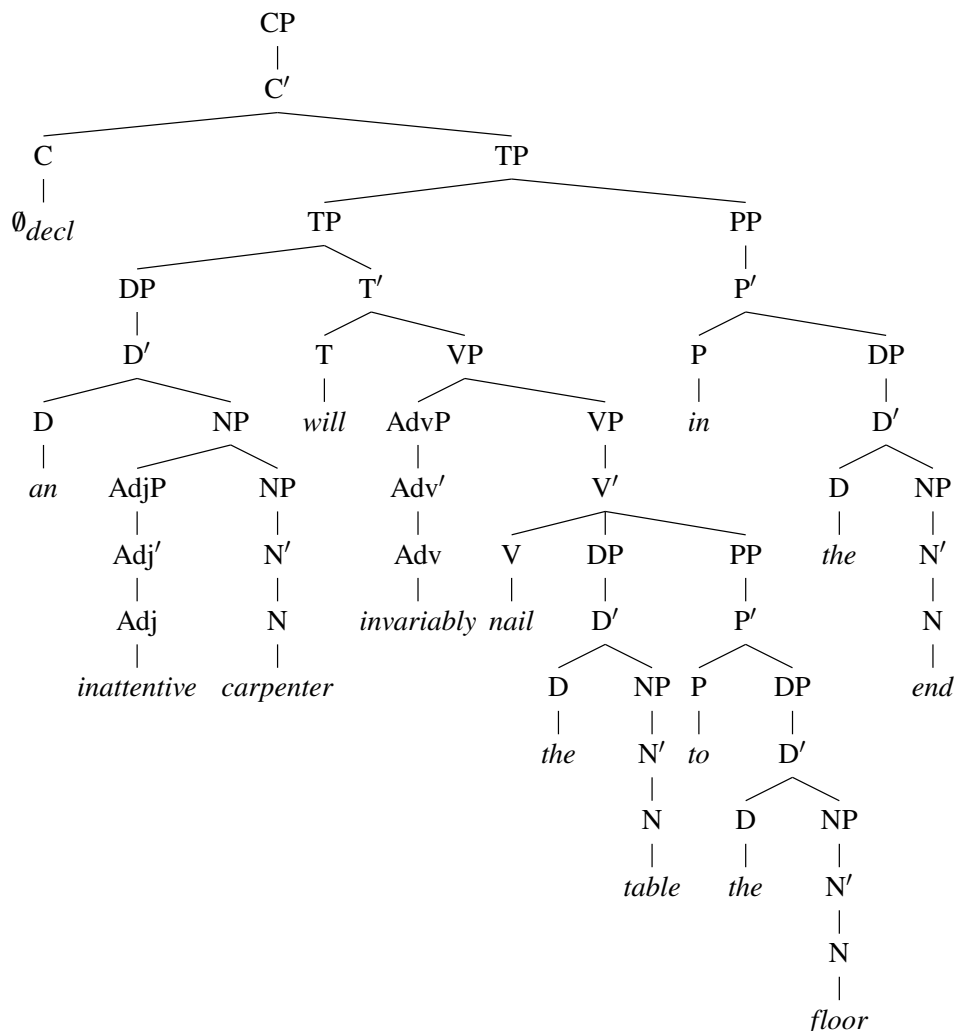 CP
C′
C TP
∅decl TP PP
DP T′ P′
D′ T VP P DP
D NP will AdvP VP in D′
an AdjP NP Adv′ V′ D NP
Adj′ N′ Adv V DP PP the N′
Adj N invariably nail D′ P′ N
inattentive carpenter D NP P DP end
the N′ to D′
N D NP
table the N′
N
floor